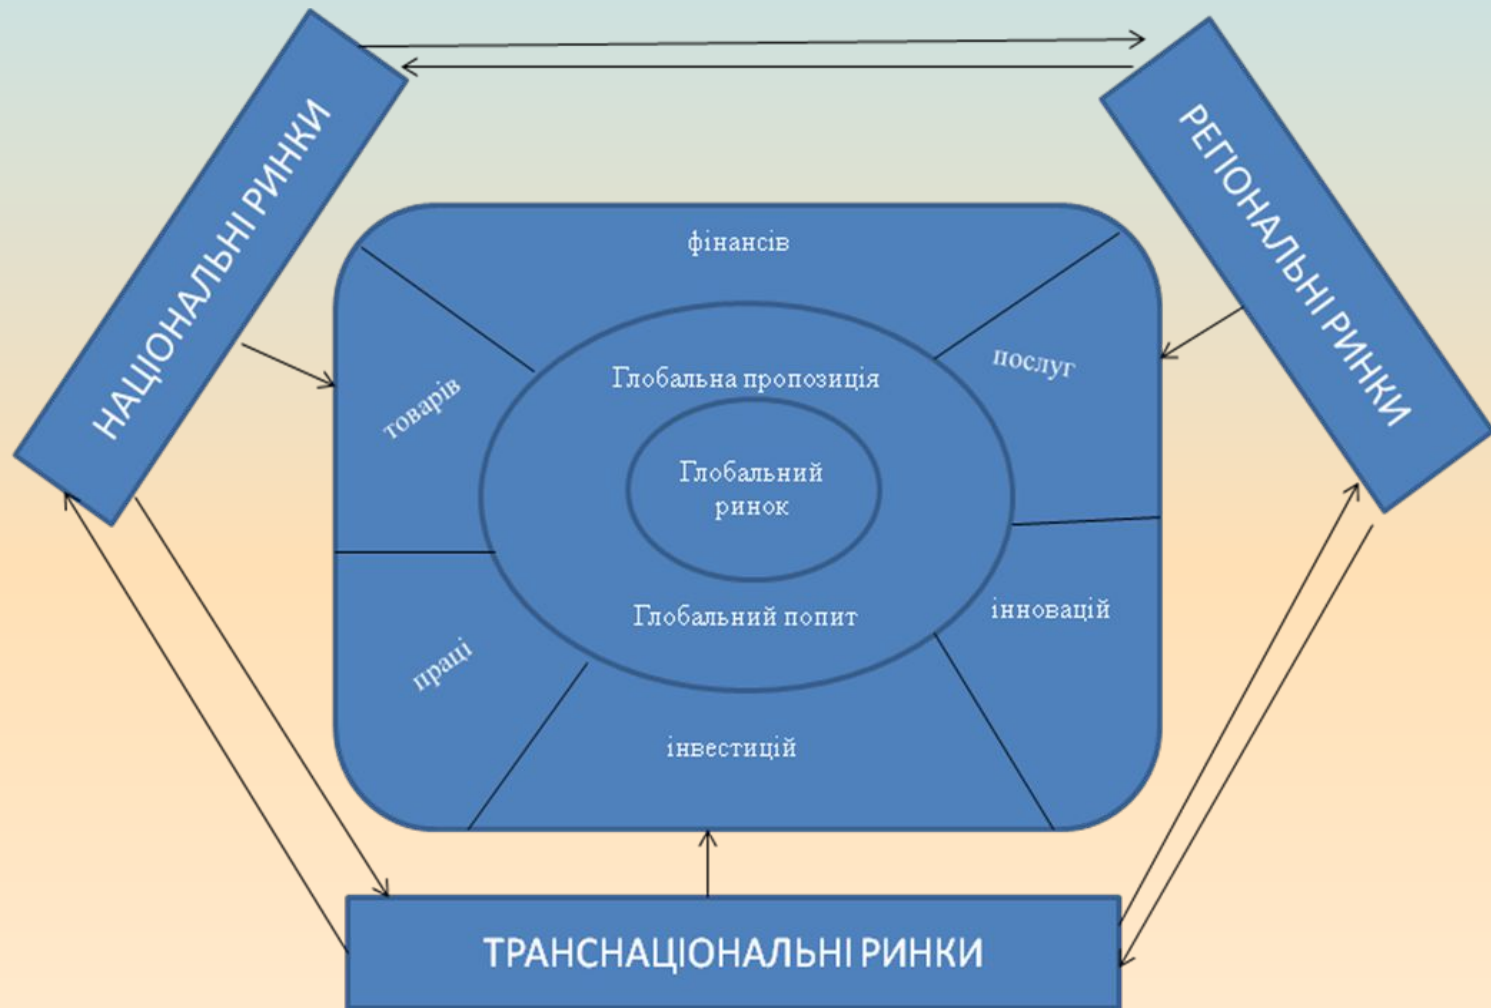 НАЦІОНАЛЬНІ РИНКИ
РЕГІОНАЛЬНІ РИНКИ
фінансів
товарів
послуг
Глобальна пропозиція
Глобальний
ринок
Глобальний попит
праці
інновацій
інвестицій
ТРАНСНАЦІОНАЛЬНІ РИНКИ